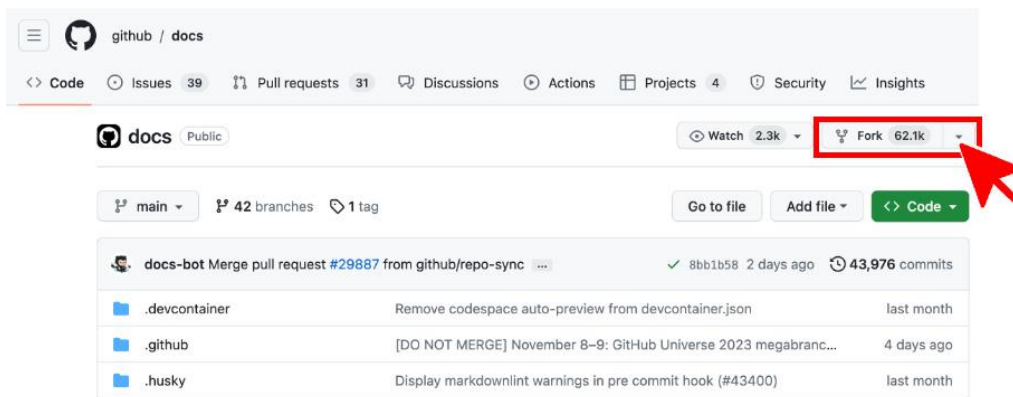 github / docs
<> Code Issues 39 Pull requests 31 Discussions Actions Projects 4 Security Insights
docs Public Watch 2.3k Fork 62.1k
main 42 branches 1 tag Go to file Add file <> Code
docs-bot Merge pull request #29887 from github/repo-sync ... 8bb1b58 2 days ago 43,976 commits
.devcontainer Remove codespace auto-preview from devcontainer.json last month
.github [DO NOT MERGE] November 8–9: GitHub Universe 2023 megabranc... 4 days ago
.husky Display markdownlint warnings in pre commit hook (#43400) last month